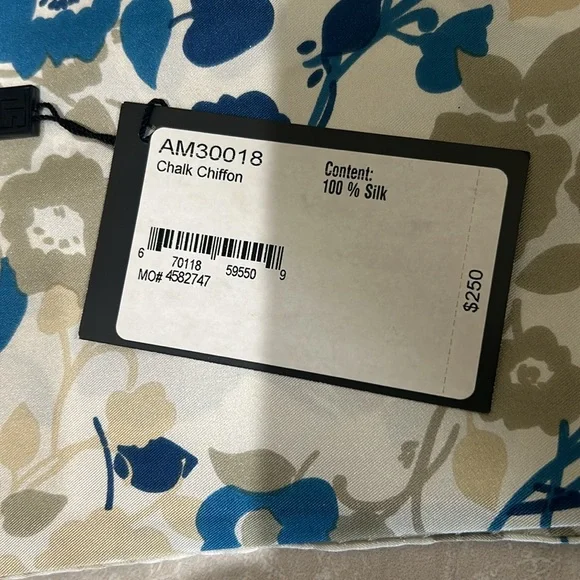 AM30018
Chalk Chiffon
Content:
100 % Silk
6 70118 59550 9
MO# 4582747
$250